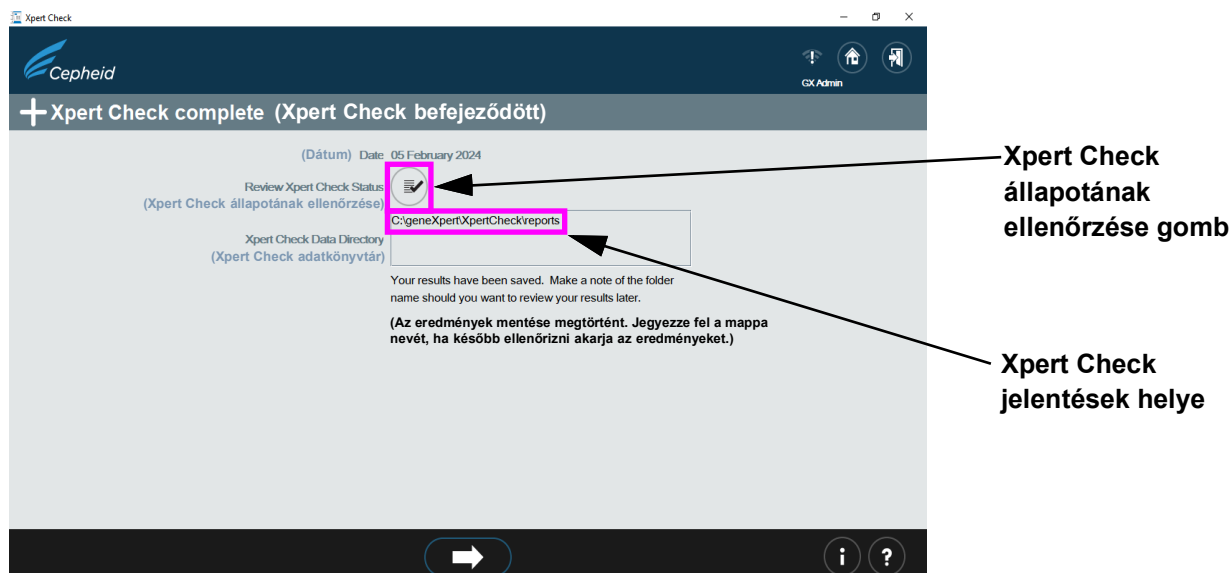 Xpert Check
Cepheid
GX Admin
Xpert Check complete (Xpert Check befejeződött)
(Dátum) Date 05 February 2024
Review Xpert Check Status
(Xpert Check állapotának ellenőrzése)
C:\geneXpert\XpertCheck\reports
Xpert Check Data Directory
(Xpert Check adatkönyvtár)
Your results have been saved. Make a note of the folder
name should you want to review your results later.
(Az eredmények mentése megtörtént. Jegyezze fel a mappa
nevét, ha később ellenőrizni akarja az eredményeket.)
Xpert Check
állapotának
ellenőrzése gomb
Xpert Check
jelentések helye
i ?